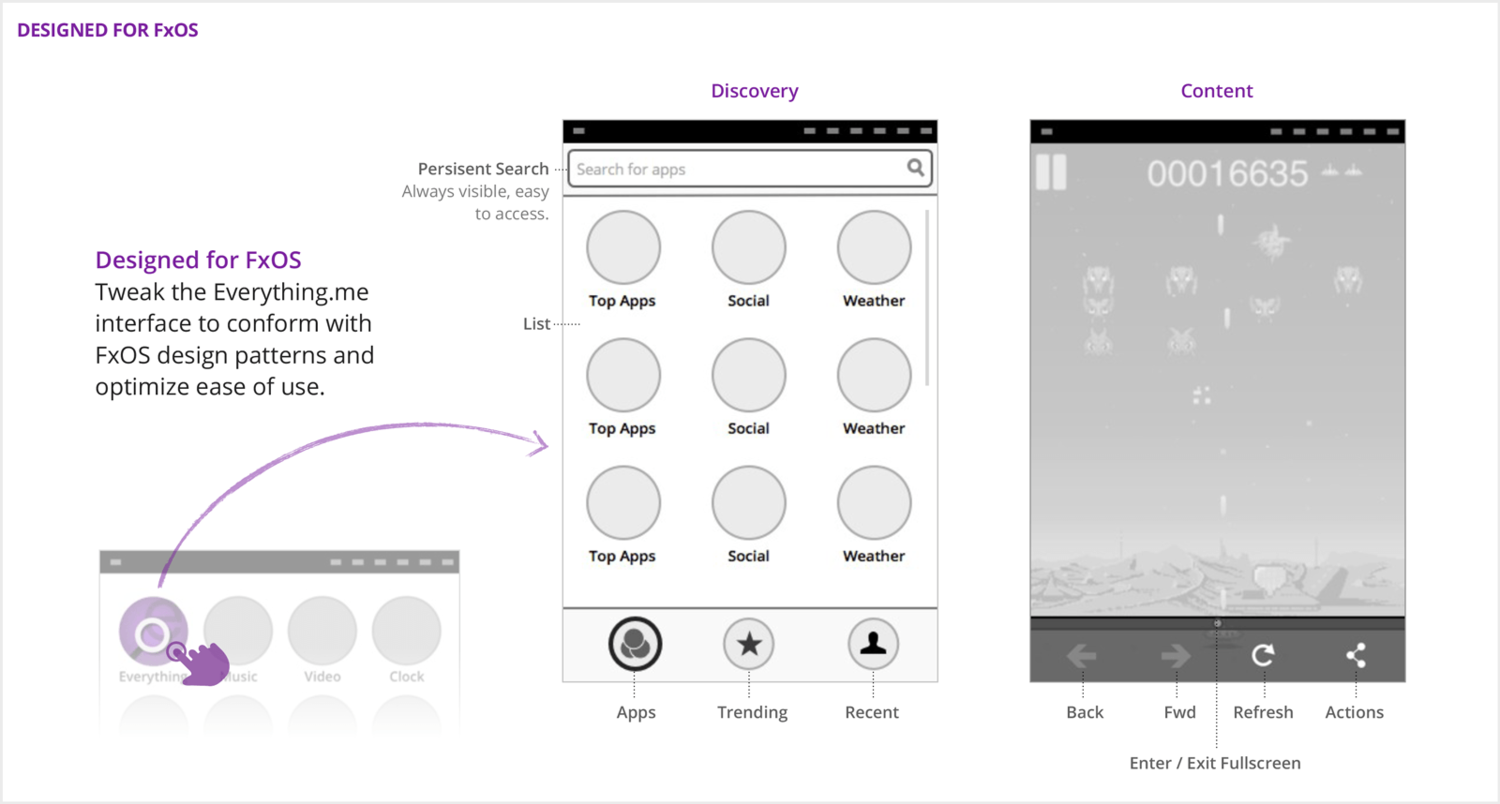 DESIGNED FOR FxOS
Discovery
Content
Persisent Search
Always visible, easy
to access.
Search for apps
00016635
Designed for FxOS
Tweak the Everything.me
interface to conform with
FxOS design patterns and
optimize ease of use.
List
Top Apps Social Weather
Top Apps Social Weather
Top Apps Social Weather
Everything Music Video Clock
Apps Trending Recent
Back Fwd Refresh Actions
Enter / Exit Fullscreen